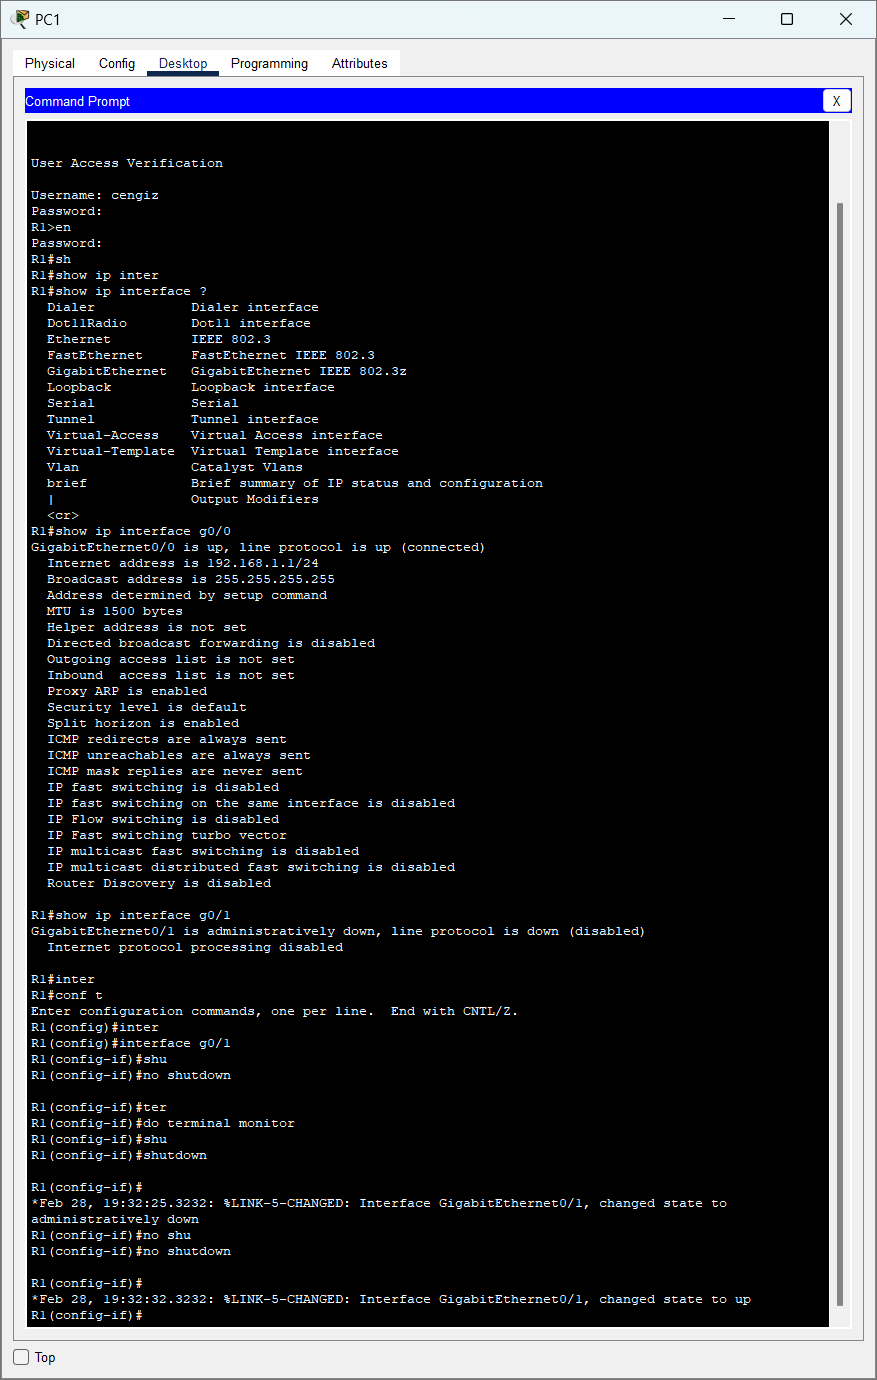 PC1
Physical Config Desktop Programming Attributes
Command Prompt X
User Access Verification
Username: cengiz
Password:
R1>en
Password:
R1#sh
R1#show ip inter
R1#show ip interface ?
Dialer Dialer interface
Dot11Radio Dot11 interface
Ethernet IEEE 802.3
FastEthernet FastEthernet IEEE 802.3
GigabitEthernet GigabitEthernet IEEE 802.3z
Loopback Loopback interface
Serial Serial
Tunnel Tunnel interface
Virtual-Access Virtual Access interface
Virtual-Template Virtual Template interface
Vlan Catalyst Vlans
brief Brief summary of IP status and configuration
| Output Modifiers
<cr>
R1#show ip interface g0/0
GigabitEthernet0/0 is up, line protocol is up (connected)
Internet address is 192.168.1.1/24
Broadcast address is 255.255.255.255
Address determined by setup command
MTU is 1500 bytes
Helper address is not set
Directed broadcast forwarding is disabled
Outgoing access list is not set
Inbound access list is not set
Proxy ARP is enabled
Security level is default
Split horizon is enabled
ICMP redirects are always sent
ICMP unreachables are always sent
ICMP mask replies are never sent
IP fast switching is disabled
IP fast switching on the same interface is disabled
IP Flow switching is disabled
IP Fast switching turbo vector
IP multicast fast switching is disabled
IP multicast distributed fast switching is disabled
Router Discovery is disabled
R1#show ip interface g0/1
GigabitEthernet0/1 is administratively down, line protocol is down (disabled)
Internet protocol processing disabled
R1#inter
R1#conf t
Enter configuration commands, one per line. End with CNTL/Z.
R1(config)#inter
R1(config)#interface g0/1
R1(config-if)#shu
R1(config-if)#no shutdown
R1(config-if)#ter
R1(config-if)#do terminal monitor
R1(config-if)#shu
R1(config-if)#shutdown
R1(config-if)#
*Feb 28, 19:32:25.3232: %LINK-5-CHANGED: Interface GigabitEthernet0/1, changed state to
administratively down
R1(config-if)#no shu
R1(config-if)#no shutdown
R1(config-if)#
*Feb 28, 19:32:32.3232: %LINK-5-CHANGED: Interface GigabitEthernet0/1, changed state to up
R1(config-if)#
Top